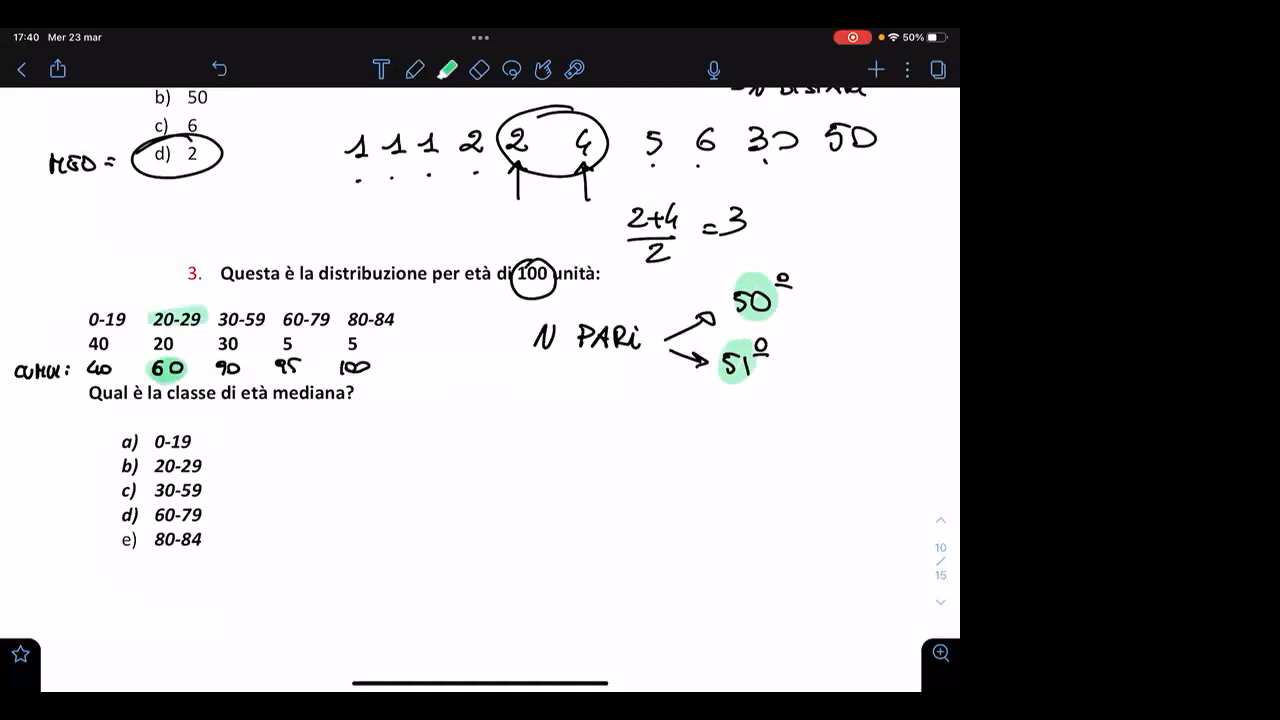 17:40 Mer 23 mar
50%
b) 50
c) 6
MED = d) 2
1 1 1 2 2 4 5 6 30 50
2+4
2
=3
3. Questa è la distribuzione per età di 100 unità:
50º
0-19 20-29 30-59 60-79 80-84
N PARI
40 20 30 5 5
51º
CUMUL: 40 60 90 95 100
Qual è la classe di età mediana?
a) 0-19
b) 20-29
c) 30-59
d) 60-79
e) 80-84
10
/
15